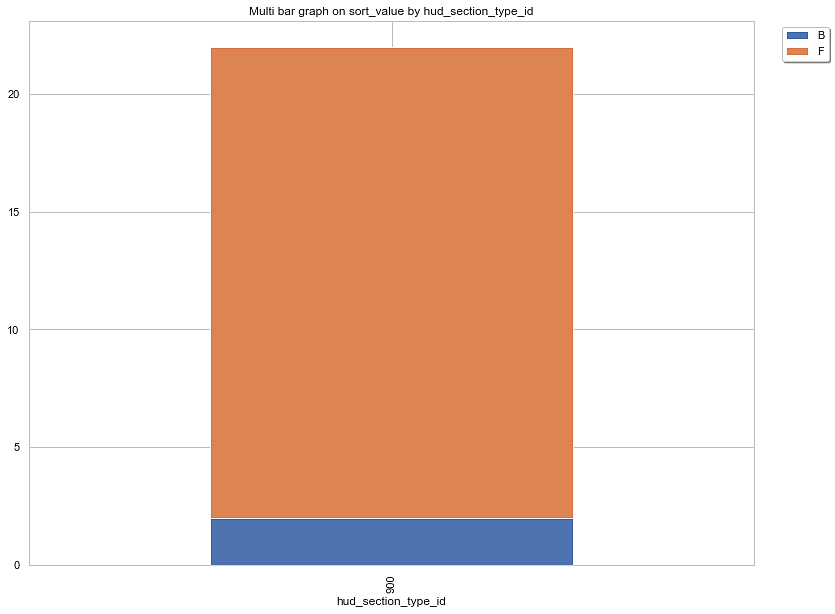 Multi bar graph on sort_value by hud_section_type_id
B
F
20
15
10
5
0
900
hud_section_type_id